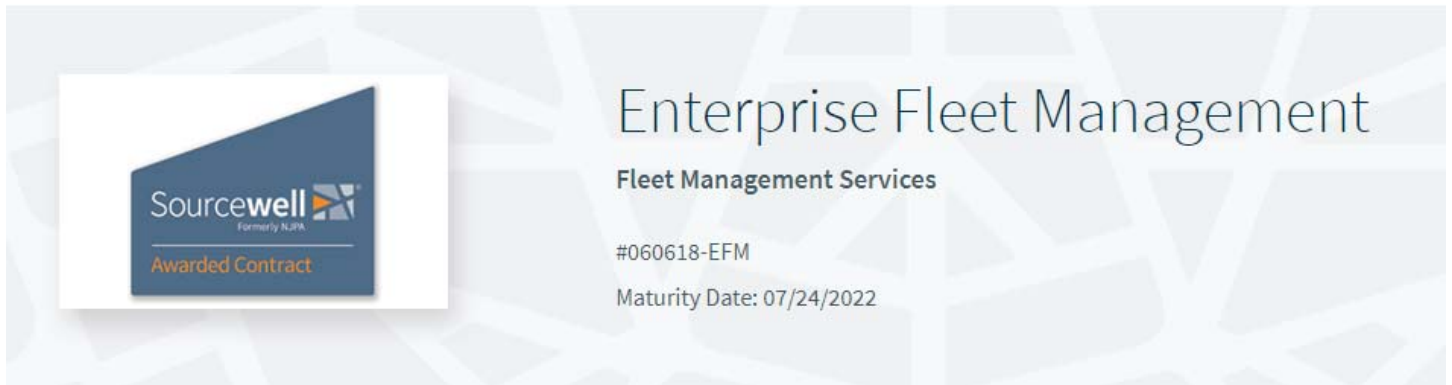 Sourcewell
Formerly NJPA
Awarded Contract
Enterprise Fleet Management
Fleet Management Services
#060618-EFM
Maturity Date: 07/24/2022